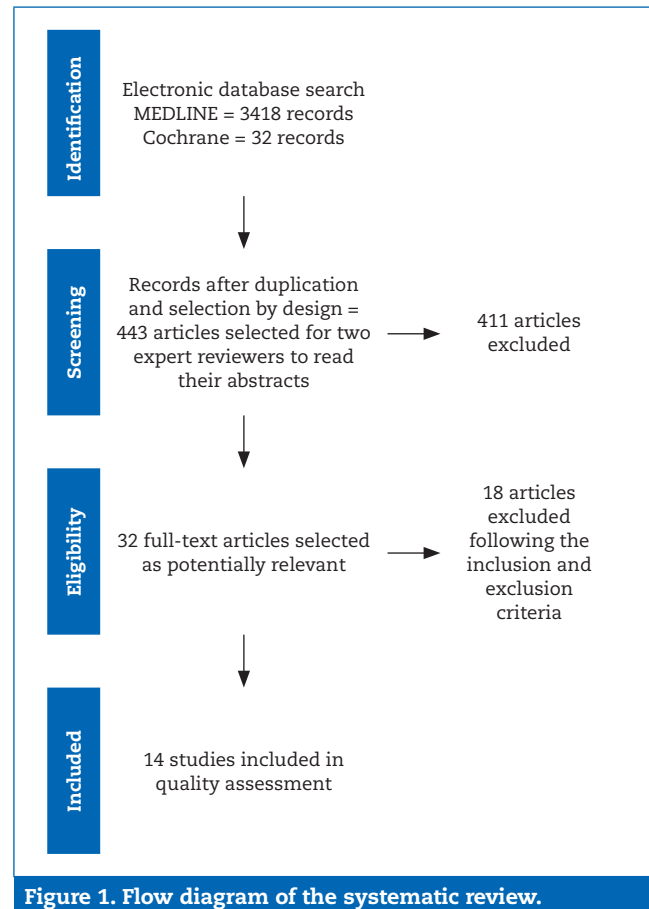 Identification
Electronic database search
MEDLINE = 3418 records
Cochrane = 32 records
Screening
Records after duplication
and selection by design =
443 articles selected for two
expert reviewers to read
their abstracts
411 articles
excluded
Eligibility
32 full-text articles selected
as potentially relevant
18 articles
excluded
following the
inclusion and
exclusion
criteria
Included
14 studies included in
quality assessment
Figure 1. Flow diagram of the systematic review.